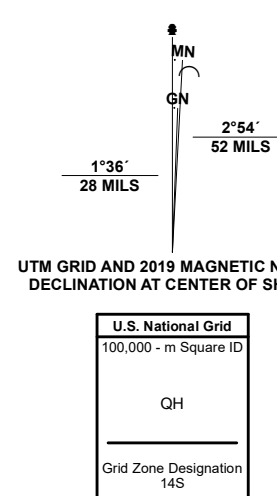 MN
GN
2°54´
52 MILS
1°36´
28 MILS
UTM GRID AND 2019 MAGNETIC N
DECLINATION AT CENTER OF SH
U.S. National Grid
100,000 - m Square ID
QH
Grid Zone Designation
14S